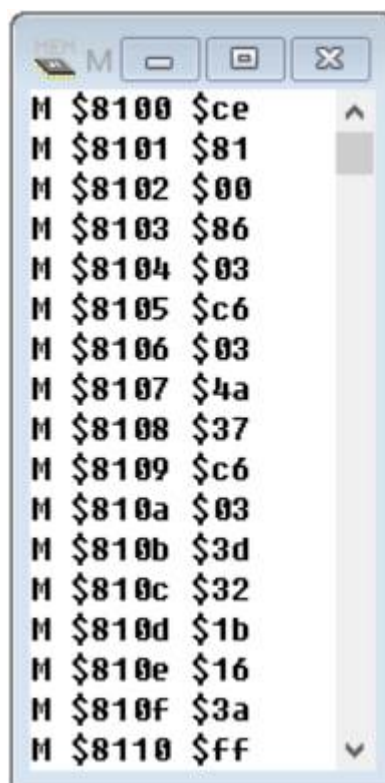 MEM M
M $8100 $ce
M $8101 $81
M $8102 $00
M $8103 $86
M $8104 $03
M $8105 $c6
M $8106 $03
M $8107 $4a
M $8108 $37
M $8109 $c6
M $810a $03
M $810b $3d
M $810c $32
M $810d $1b
M $810e $16
M $810f $3a
M $8110 $ff